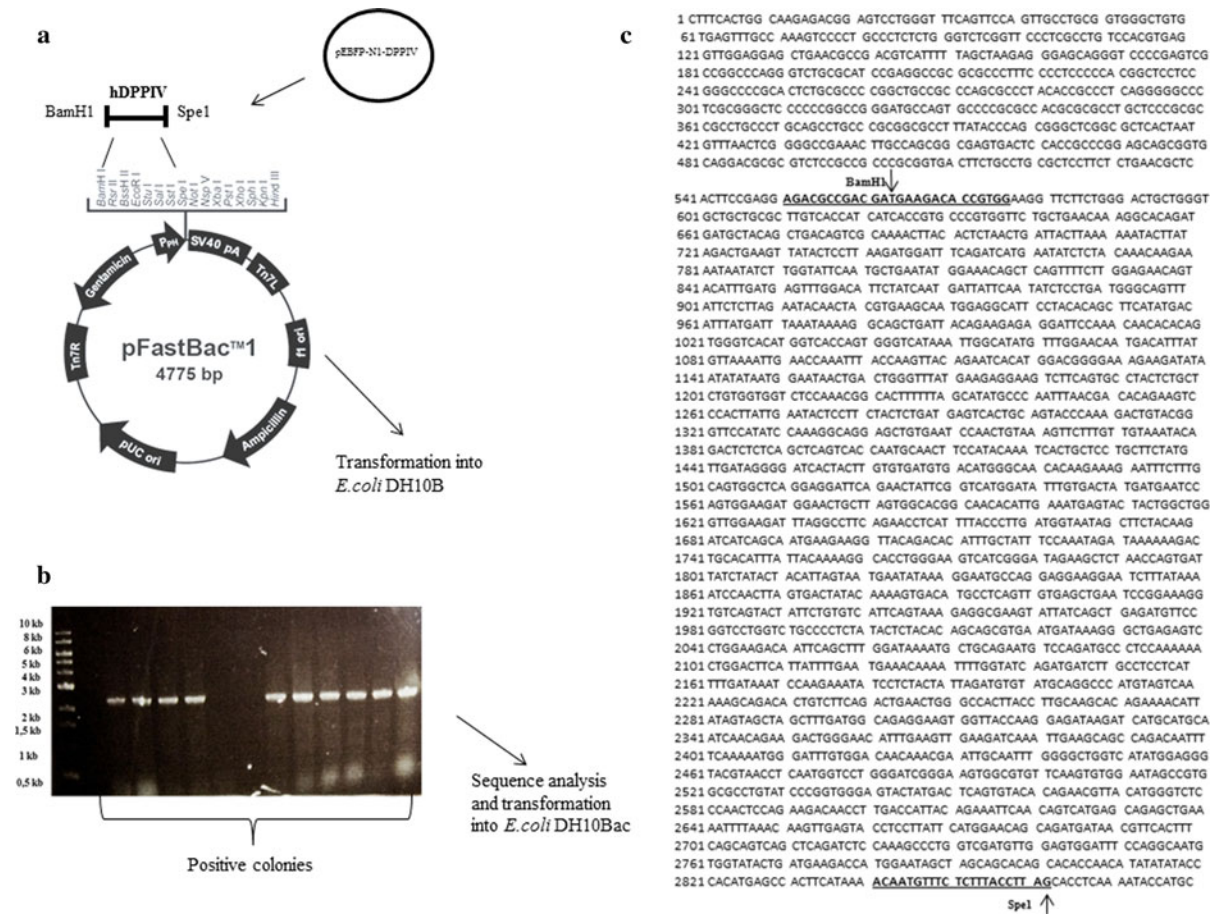 a
pEBFP-N1-DPPIV
hDPPIV
BamH1
Spe1
BamH I
Rsr II
BssH II
EcoR I
Stu I
Sal I
Sst I
Spe I
Not I
Nsp V
Xba I
Pst I
Xho I
Sph I
Kpn I
Hind III
PPH
SV40 pA
Tn7L
f1 ori
Ampicillin
pUC ori
Tn7R
Gentamicin
pFastBac™1
4775 bp
Transformation into
E.coli DH10B
b
10 kb
8 kb
6 kb
5 kb
4 kb
3 kb
2 kb
1,5 kb
1 kb
0,5 kb
Positive colonies
Sequence analysis
and transformation
into E.coli DH10Bac
c
1 CTTTCACTGG CAAGAGACGG AGTCCTGGGT TTCAGTTCCA GTTGCCTGCG GTGGGCTGTG
61 TGAGTTTGCC AAAGTCCCCT GCCCTCTCTG GGTCTCGGTT CCCTCGCCTG TCCACGTGAG
121 GTTGGAGGAG CTGAACGCCG ACGTCATTTT TAGCTAAGAG GGAGCAGGGT CCCCGAGTCG
181 CCGGCCCAGG GTCTGCGCAT CCGAGGCCGC GCGCCCTTTC CCCTCCCCCA CGGCTCCTCC
241 GGGCCCCGCA CTCTGCGCCC CGGCTGCCGC CCAGCGCCCT ACACCGCCCT CAGGGGGCCC
301 TCGCGGGCTC CCCCCGGCCG GGATGCCAGT GCCCCGCGCC ACGCGCGCCT GCTCCCGCGC
361 CGCCTGCCCT GCAGCCTGCC CGCGGCGCCT TTATACCCAG CGGGCTCGGC GCTCACTAAT
421 GTTTAACTCG GGGCCGAAAC TTGCCAGCGG CGAGTGACTC CACCGCCCGG AGCAGCGGTG
481 CAGGACGCGC GTCTCCGCCG CCCGCGGTGA CTTCTGCCTG CGCTCCTTCT CTGAACGCTC
BamH1
541 ACTTCCGAGG AGACGCCGAC GATGAAGACA CCGTGGAAGG TTCTTCTGGG ACTGCTGGGT
601 GCTGCTGCGC TTGTCACCAT CATCACCGTG CCCGTGGTTC TGCTGAACAA AGGCACAGAT
661 GATGCTACAG CTGACAGTCG CAAAACTTAC ACTCTAACTG ATTACTTAAA AAATACTTAT
721 AGACTGAAGT TATACTCCTT AAGATGGATT TCAGATCATG AATATCTCTA CAAACAAGAA
781 AATAATATCT TGGTATTCAA TGCTGAATAT GGAAACAGCT CAGTTTTCTT GGAGAACAGT
841 ACATTTGATG AGTTTGGACA TTCTATCAAT GATTATTCAA TATCTCCTGA TGGGCAGTTT
901 ATTCTCTTAG AATACAACTA CGTGAAGCAA TGGAGGCATT CCTACACAGC TTCATATGAC
961 ATTTATGATT TAAATAAAAG GCAGCTGATT ACAGAAGAGA GGATTCCAAA CAACACACAG
1021 TGGGTCACAT GGTCACCAGT GGGTCATAAA TTGGCATATG TTTGGAACAA TGACATTTAT
1081 GTTAAAATTG AACCAAATTT ACCAAGTTAC AGAATCACAT GGACGGGGAA AGAAGATATA
1141 ATATATAATG GAATAACTGA CTGGGTTTAT GAAGAGGAAG TCTTCAGTGC CTACTCTGCT
1201 CTGTGGTGGT CTCCAAACGG CACTTTTTTA GCATATGCCC AATTTAACGA CACAGAAGTC
1261 CCACTTATTG AATACTCCTT CTACTCTGAT GAGTCACTGC AGTACCCAAA GACTGTACGG
1321 GTTCCATATC CAAAGGCAGG AGCTGTGAAT CCAACTGTAA AGTTCTTTGT TGTAAATACA
1381 GACTCTCTCA GCTCAGTCAC CAATGCAACT TCCATACAAA TCACTGCTCC TGCTTCTATG
1441 TTGATAGGGG ATCACTACTT GTGTGATGTG ACATGGGCAA CACAAGAAAG AATTTCTTTG
1501 CAGTGGCTCA GGAGGATTCA GAACTATTCG GTCATGGATA TTTGTGACTA TGATGAATCC
1561 AGTGGAAGAT GGAACTGCTT AGTGGCACGG CAACACATTG AAATGAGTAC TACTGGCTGG
1621 GTTGGAAGAT TTAGGCCTTC AGAACCTCAT TTTACCCTTG ATGGTAATAG CTTCTACAAG
1681 ATCATCAGCA ATGAAGAAGG TTACAGACAC ATTTGCTATT TCCAAATAGA TAAAAAAGAC
1741 TGCACATTTA TTACAAAAGG CACCTGGGAA GTCATCGGGA TAGAAGCTCT AACCAGTGAT
1801 TATCTATACT ACATTAGTAA TGAATATAAA GGAATGCCAG GAGGAAGGAA TCTTTATAAA
1861 ATCCAACTTA GTGACTATAC AAAAGTGACA TGCCTCAGTT GTGAGCTGAA TCCGGAAAGG
1921 TGTCAGTACT ATTCTGTGTC ATTCAGTAAA GAGGCGAAGT ATTATCAGCT GAGATGTTCC
1981 GGTCCTGGTC TGCCCCTCTA TACTCTACAC AGCAGCGTGA ATGATAAAGG GCTGAGAGTC
2041 CTGGAAGACA ATTCAGCTTT GGATAAAATG CTGCAGAATG TCCAGATGCC CTCCAAAAAA
2101 CTGGACTTCA TTATTTTGAA TGAAACAAAA TTTTGGTATC AGATGATCTT GCCTCCTCAT
2161 TTTGATAAAT CCAAGAAATA TCCTCTACTA TTAGATGTGT ATGCAGGCCC ATGTAGTCAA
2221 AAAGCAGACA CTGTCTTCAG ACTGAACTGG GCCACTTACC TTGCAAGCAC AGAAAACATT
2281 ATAGTAGCTA GCTTTGATGG CAGAGGAAGT GGTTACCAAG GAGATAAGAT CATGCATGCA
2341 ATCAACAGAA GACTGGGAAC ATTTGAAGTT GAAGATCAAA TTGAAGCAGC CAGACAATTT
2401 TCAAAAATGG GATTTGTGGA CAACAAACGA ATTGCAATTT GGGGCTGGTC ATATGGAGGG
2461 TACGTAACCT CAATGGTCCT GGGATCGGGA AGTGGCGTGT TCAAGTGTGG AATAGCCGTG
2521 GCGCCTGTAT CCCGGTGGGA GTACTATGAC TCAGTGTACA CAGAACGTTA CATGGGTCTC
2581 CCAACTCCAG AAGACAACCT TGACCATTAC AGAAATTCAA CAGTCATGAG CAGAGCTGAA
2641 AATTTTAAAC AAGTTGAGTA CCTCCTTATT CATGGAACAG CAGATGATAA CGTTCACTTT
2701 CAGCAGTCAG CTCAGATCTC CAAAGCCCTG GTCGATGTTG GAGTGGATTT CCAGGCAATG
2761 TGGTATACTG ATGAAGACCA TGGAATAGCT AGCAGCACAG CACACCAACA TATATATACC
2821 CACATGAGCC ACTTCATAAA ACAATGTTTC TCTTTACCTT AGCACCTCAA AATACCATGC
Spe1